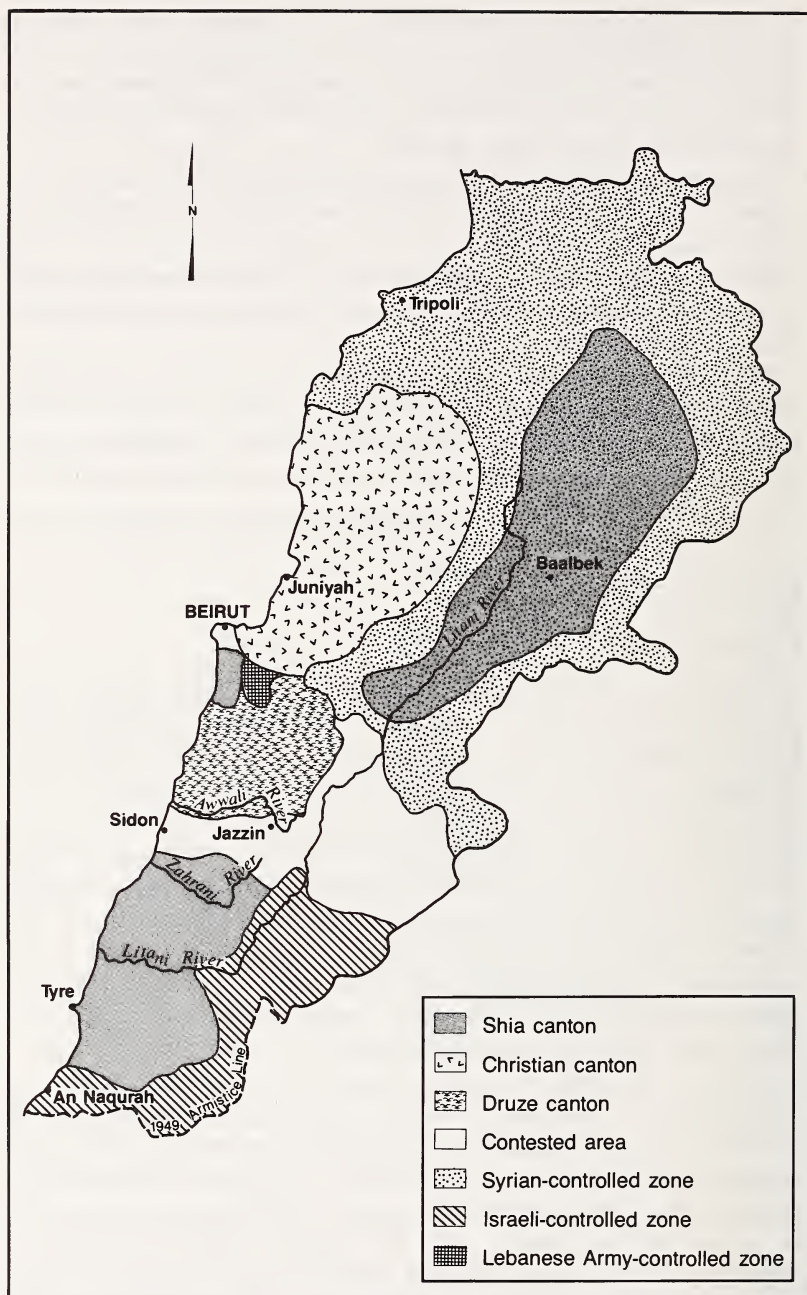 N
Tripoli
Juniyah
Baalbek
Litani River
BEIRUT
Awwali River
Sidon
Jazzin
Zahrani River
Litani River
Tyre
An Naqurah
1949 Armistice Line
Shia canton
Christian canton
Druze canton
Contested area
Syrian-controlled zone
Israeli-controlled zone
Lebanese Army-controlled zone